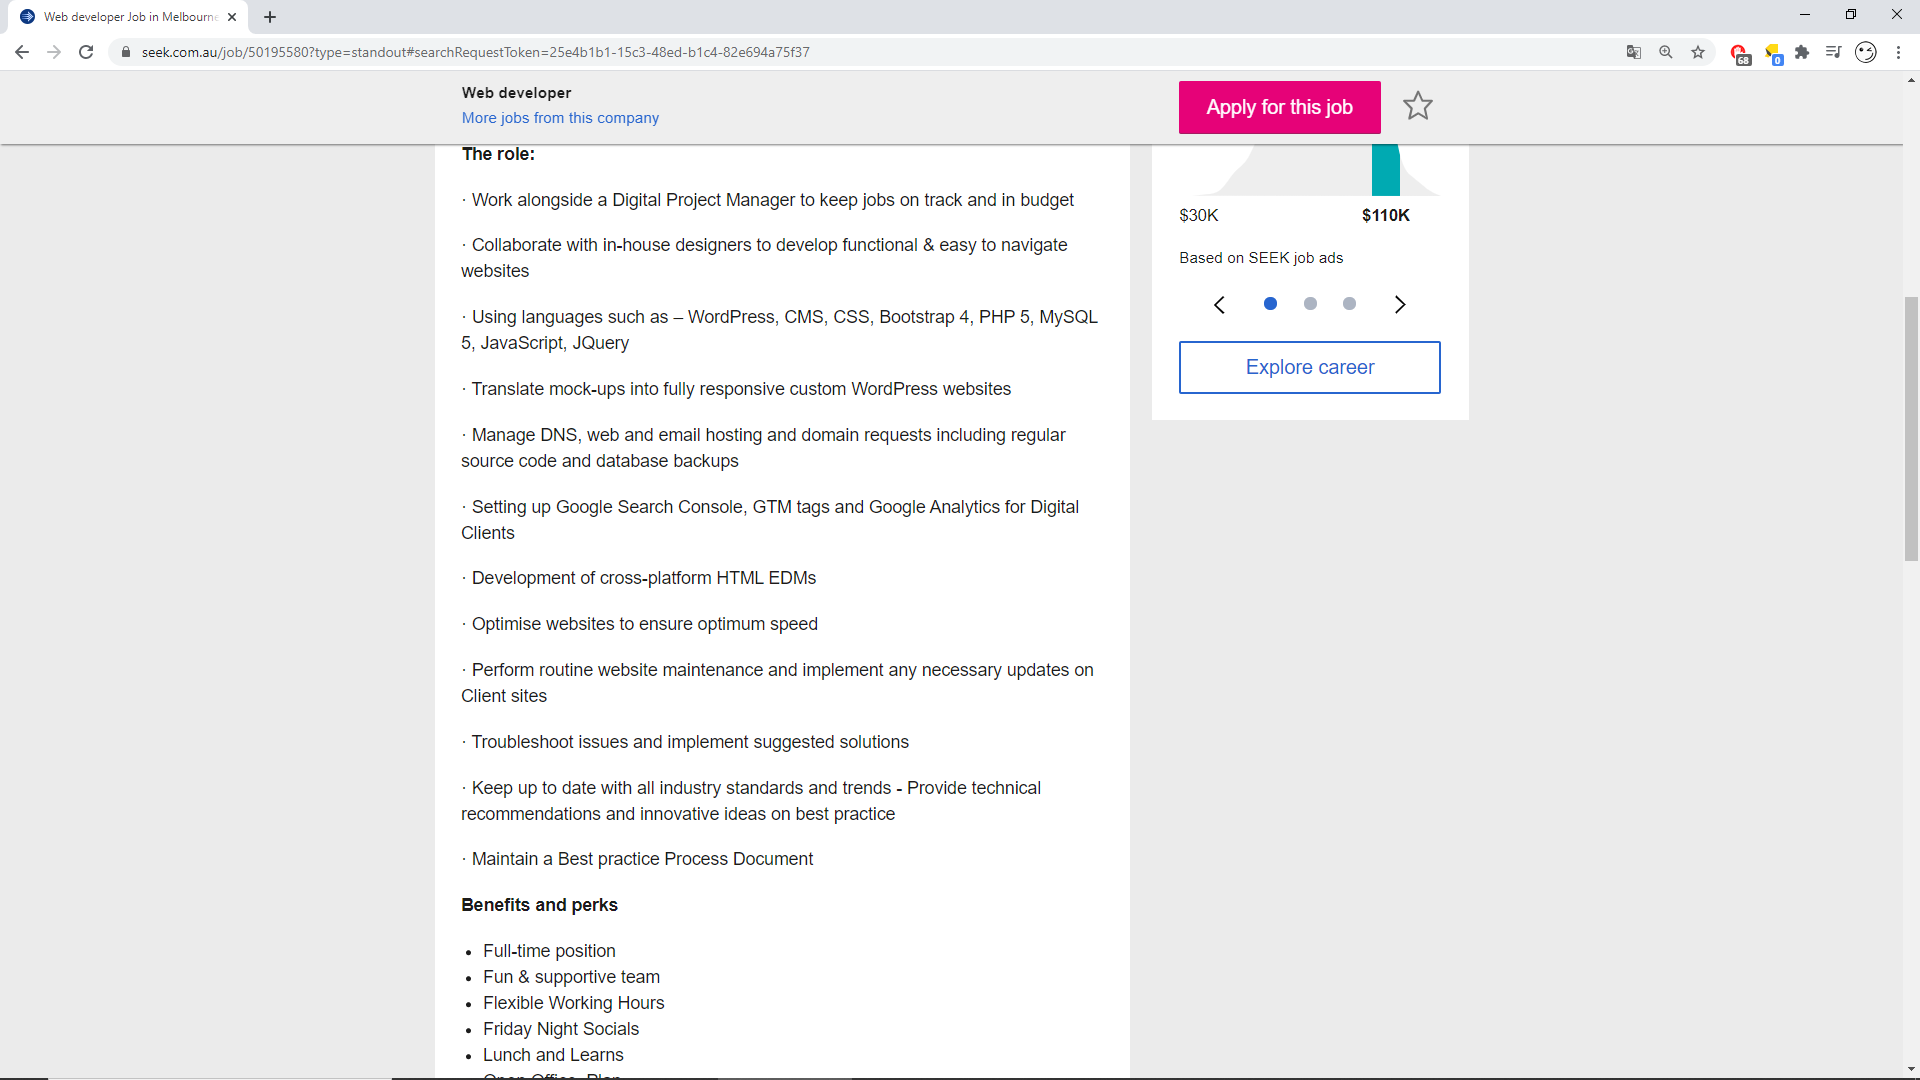 Web developer Job in Melbourne
seek.com.au/job/50195580?type=standout#searchRequestToken=25e4b1b1-15c3-48ed-b1c4-82e694a75f37
68
0
Web developer
More jobs from this company
Apply for this job
The role:
· Work alongside a Digital Project Manager to keep jobs on track and in budget
· Collaborate with in-house designers to develop functional & easy to navigate
websites
· Using languages such as – WordPress, CMS, CSS, Bootstrap 4, PHP 5, MySQL
5, JavaScript, JQuery
· Translate mock-ups into fully responsive custom WordPress websites
· Manage DNS, web and email hosting and domain requests including regular
source code and database backups
· Setting up Google Search Console, GTM tags and Google Analytics for Digital
Clients
· Development of cross-platform HTML EDMs
· Optimise websites to ensure optimum speed
· Perform routine website maintenance and implement any necessary updates on
Client sites
· Troubleshoot issues and implement suggested solutions
· Keep up to date with all industry standards and trends - Provide technical
recommendations and innovative ideas on best practice
· Maintain a Best practice Process Document
Benefits and perks
• Full-time position
• Fun & supportive team
• Flexible Working Hours
• Friday Night Socials
• Lunch and Learns
Open Office Plan
$30K
$110K
Based on SEEK job ads
Explore career